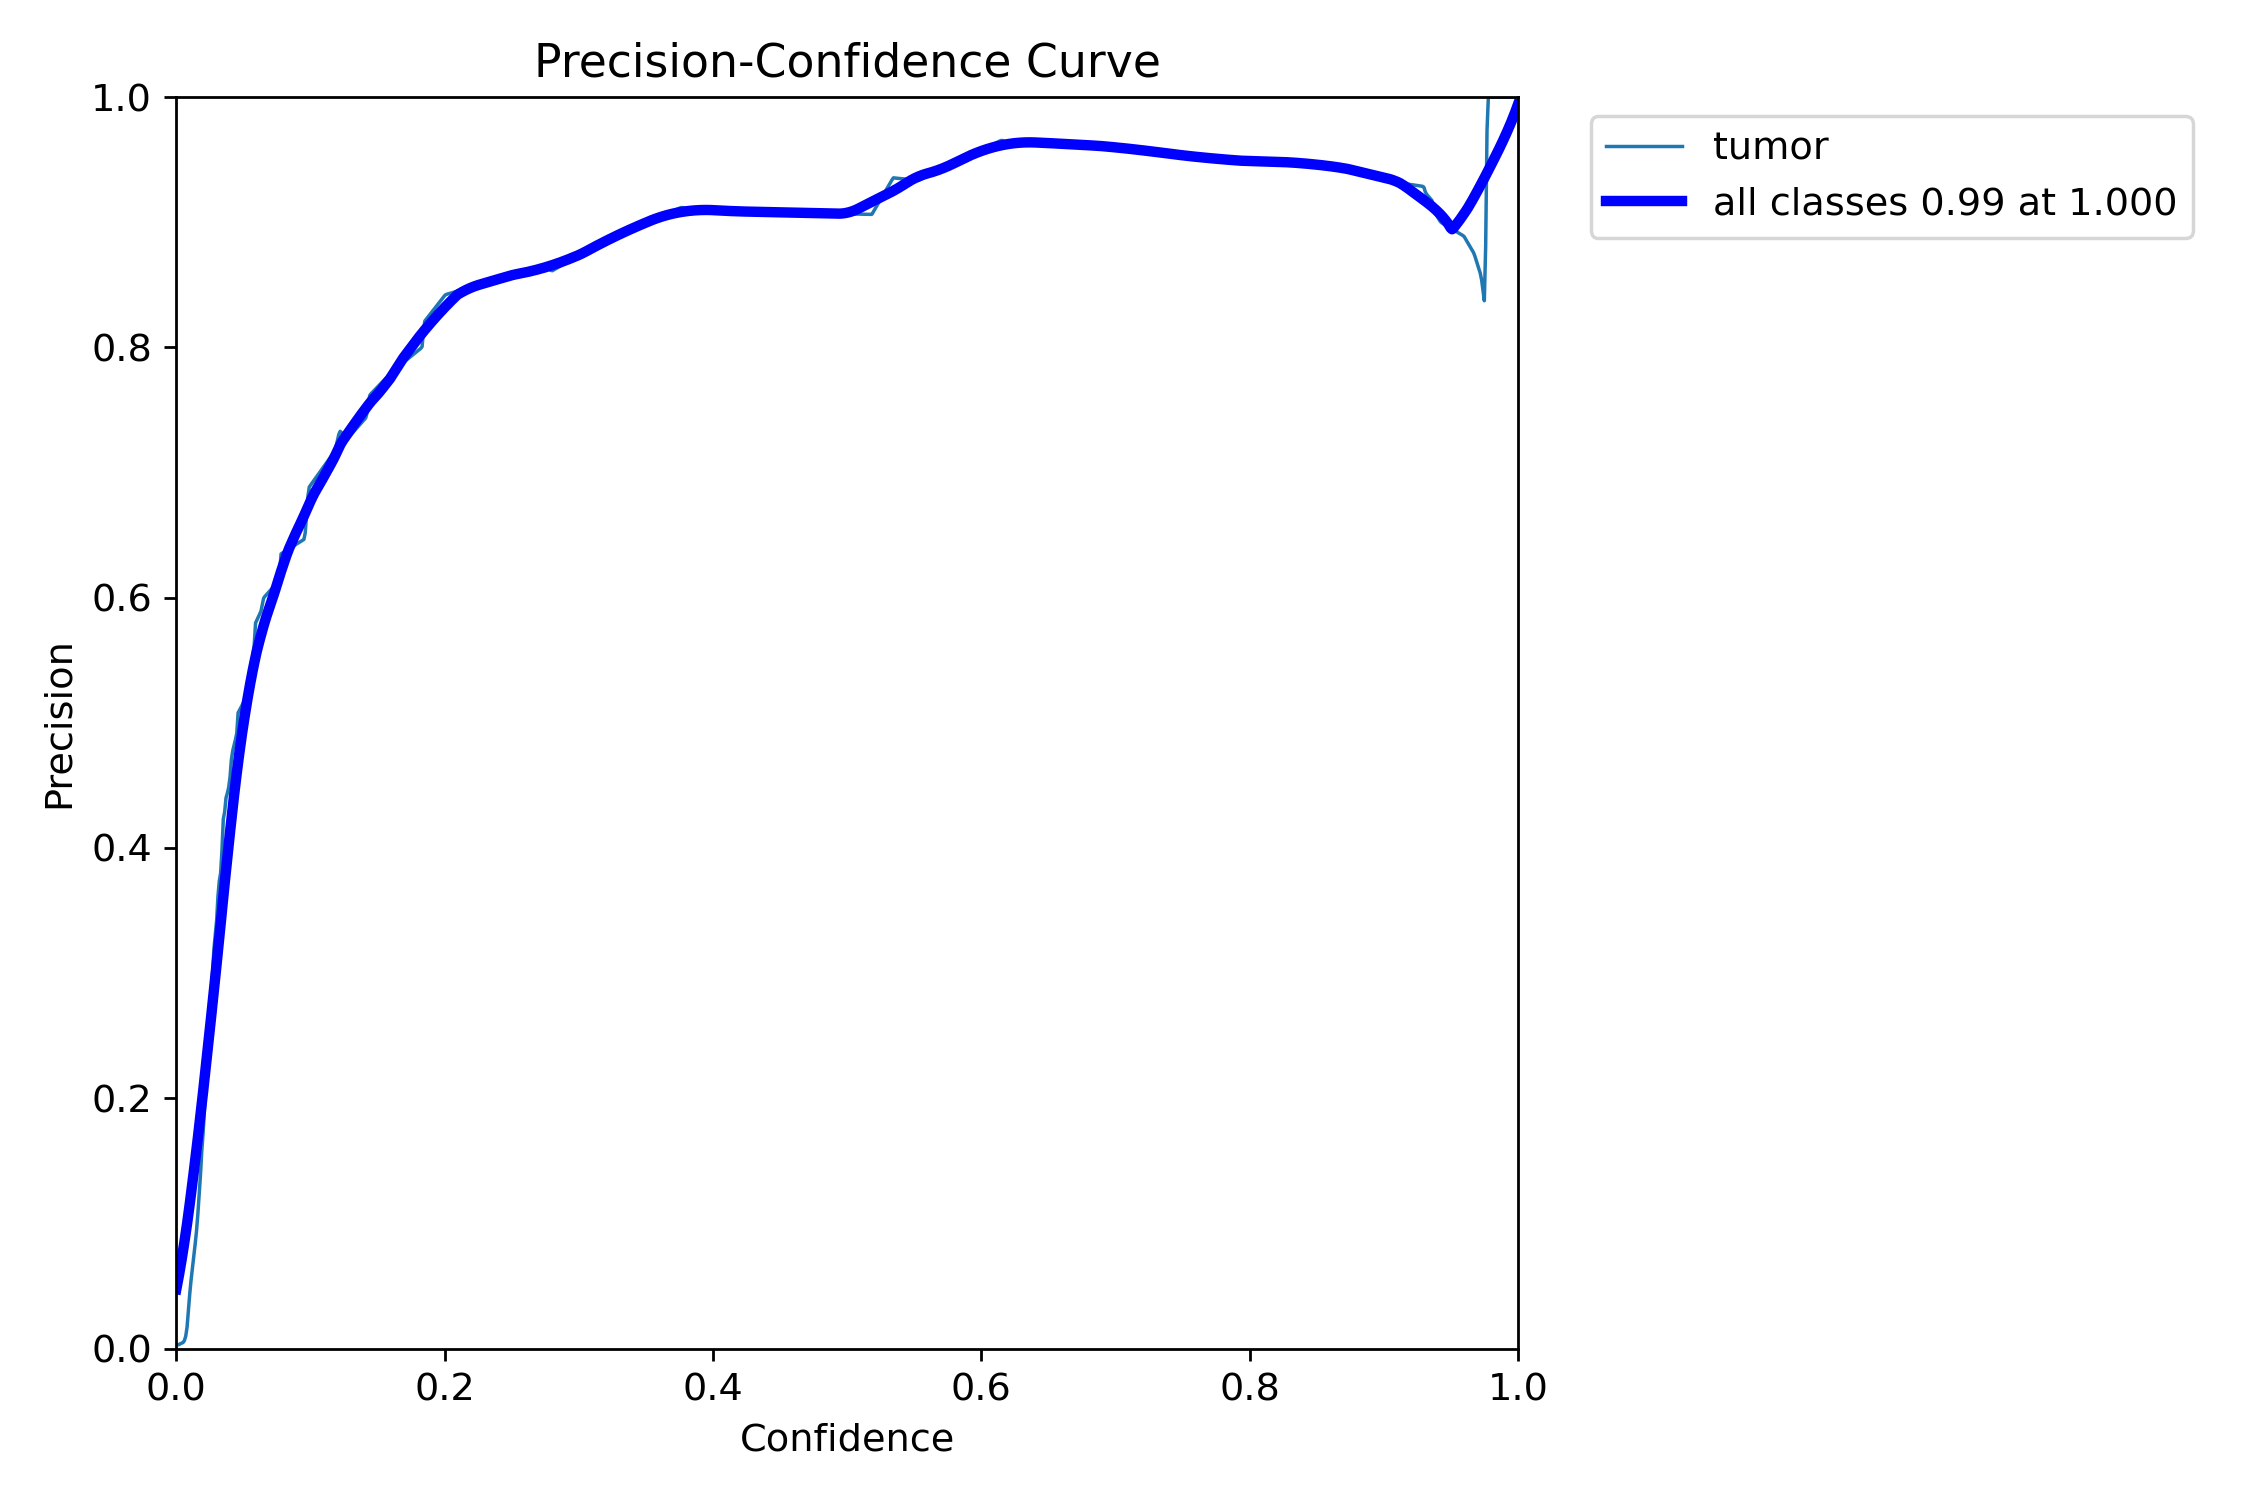 Precision-Confidence Curve
1.0
0.8
0.6
0.4
0.2
0.0
Precision
0.0 0.2 0.4 0.6 0.8 1.0
Confidence
tumor
all classes 0.99 at 1.000